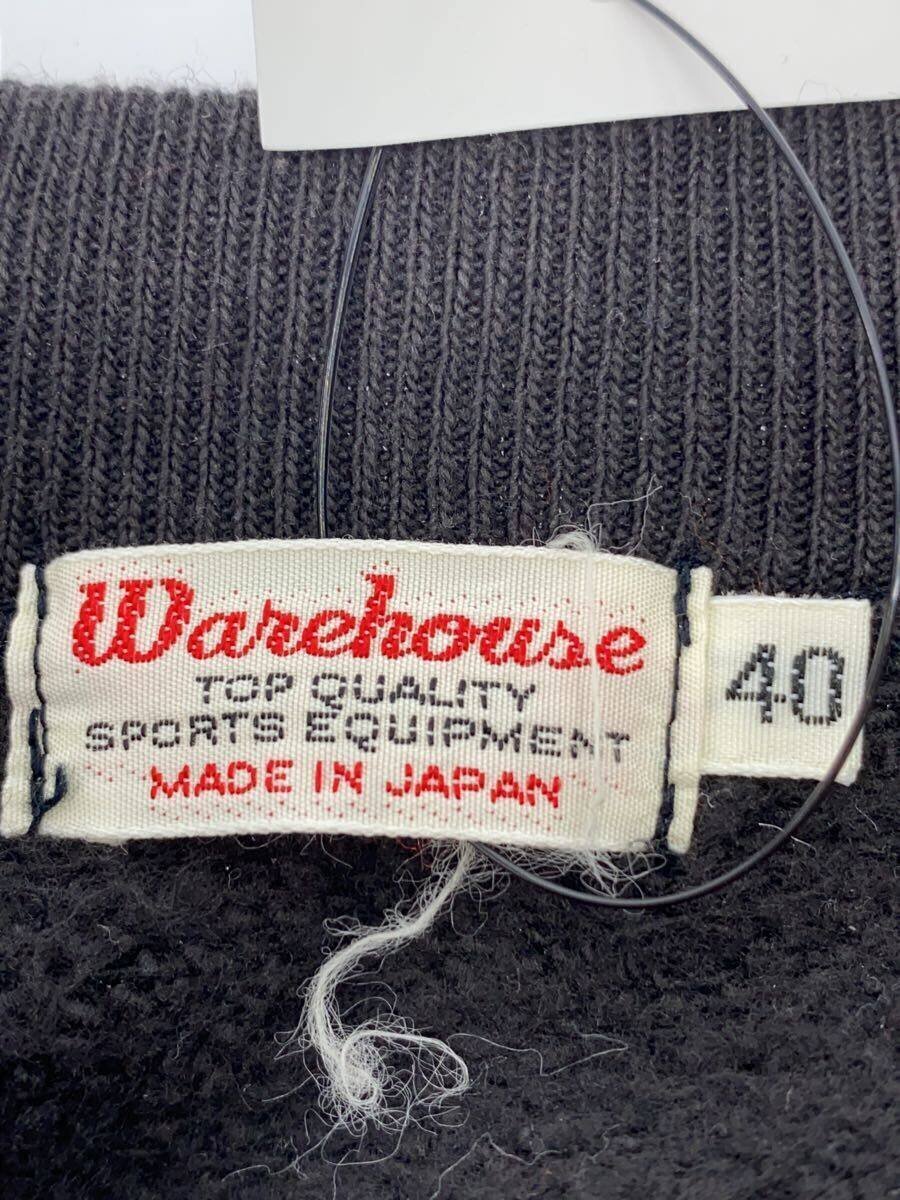 Warehouse
TOP QUALITY
SPORTS EQUIPMENT
MADE IN JAPAN
40